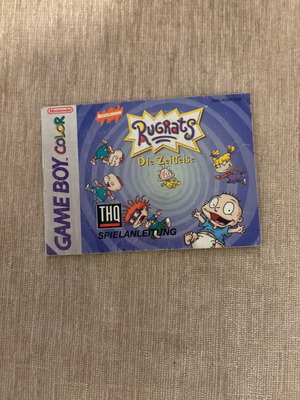 Nintendo
GAME BOY COLOR
NICKELODEON
RUGRATS
Die Zeitreise
THQ
SPIELANLEITUNG